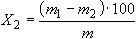 X₂ = (m₁ − m₂) · 100 / m